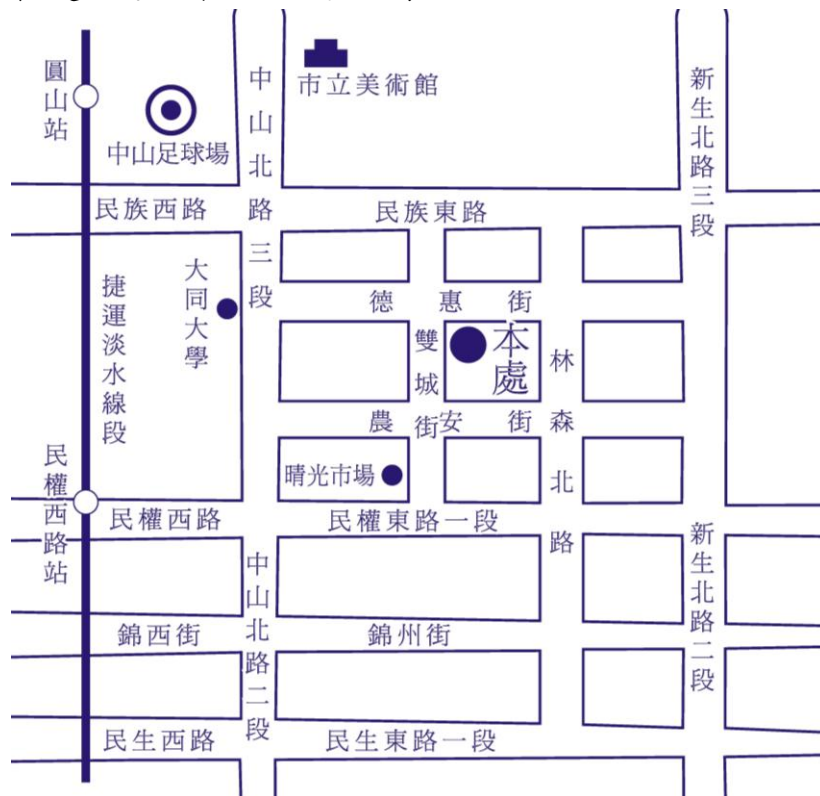 圓山站
中山足球場
中山北路三段
市立美術館
新生北路三段
民族西路
民族東路
捷運淡水線段
大同大學
德惠街
雙城街
本處
林森北路
農安街
晴光市場
民權西路站
民權西路
民權東路一段
中山北路二段
新生北路二段
錦西街
錦州街
民生西路
民生東路一段